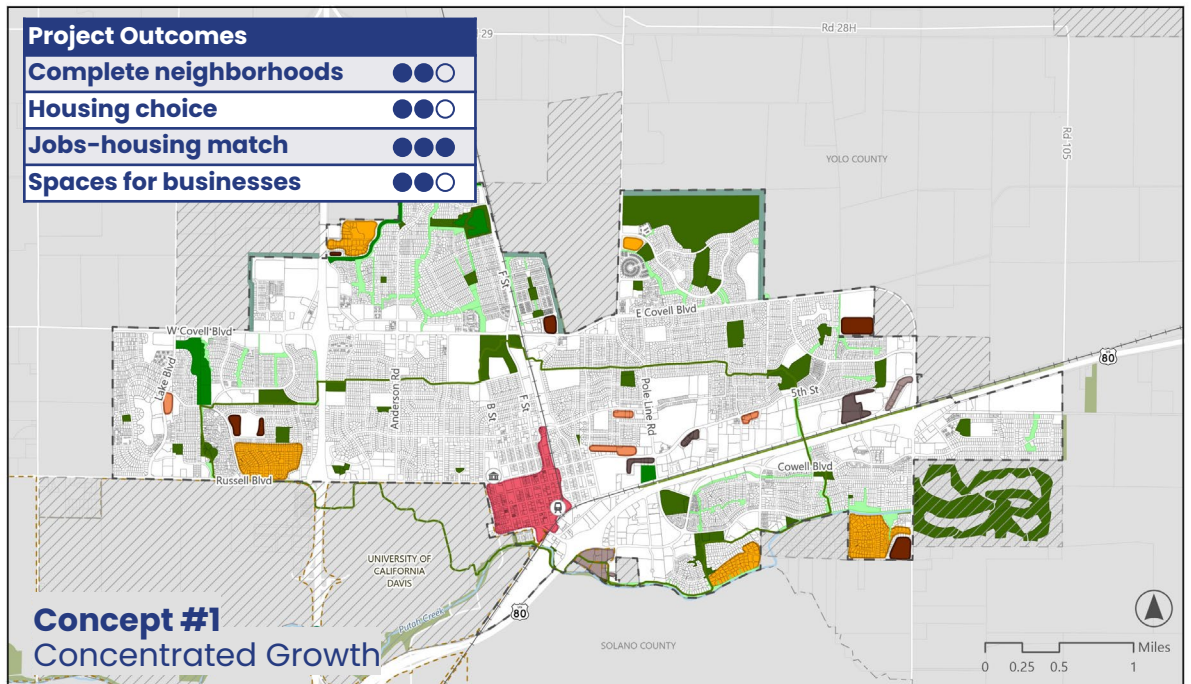 Project Outcomes
Complete neighborhoods
Housing choice
Jobs-housing match
Spaces for businesses
29
Rd 28H
Rd 105
YOLO COUNTY
F St
E Covell Blvd
W Covell Blvd
80
Lake Blvd
Anderson Rd
B St
F St
Pole Line Rd
5th St
Cowell Blvd
Russell Blvd
UNIVERSITY OF
CALIFORNIA
DAVIS
Putah Creek
80
SOLANO COUNTY
Concept #1
Concentrated Growth
Miles
0 0.25 0.5 1